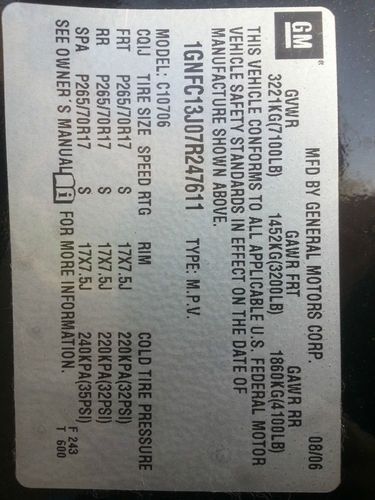 GM® MFD BY GENERAL MOTORS CORP. 08/06
GVWR GAWR FRT GAWR RR
3221KG(7100LB) 1452KG(3200LB) 1860KG(4100LB)
THIS VEHICLE CONFORMS TO ALL APPLICABLE U.S. FEDERAL MOTOR
VEHICLE SAFETY STANDARDS IN EFFECT ON THE DATE OF
MANUFACTURE SHOWN ABOVE.
1GNFC13J07R247611 TYPE: M.P.V.
MODEL: C10706
CQIJ TIRE SIZE SPEED RTG RIM COLD TIRE PRESSURE
FRT P265/70R17 S 17X7.5J 220KPA(32PSI)
RR P265/70R17 S 17X7.5J 220KPA(32PSI)
SPA P265/70R17 S 17X7.5J 240KPA(35PSI)
SEE OWNER'S MANUAL i FOR MORE INFORMATION.
F 243
T 600